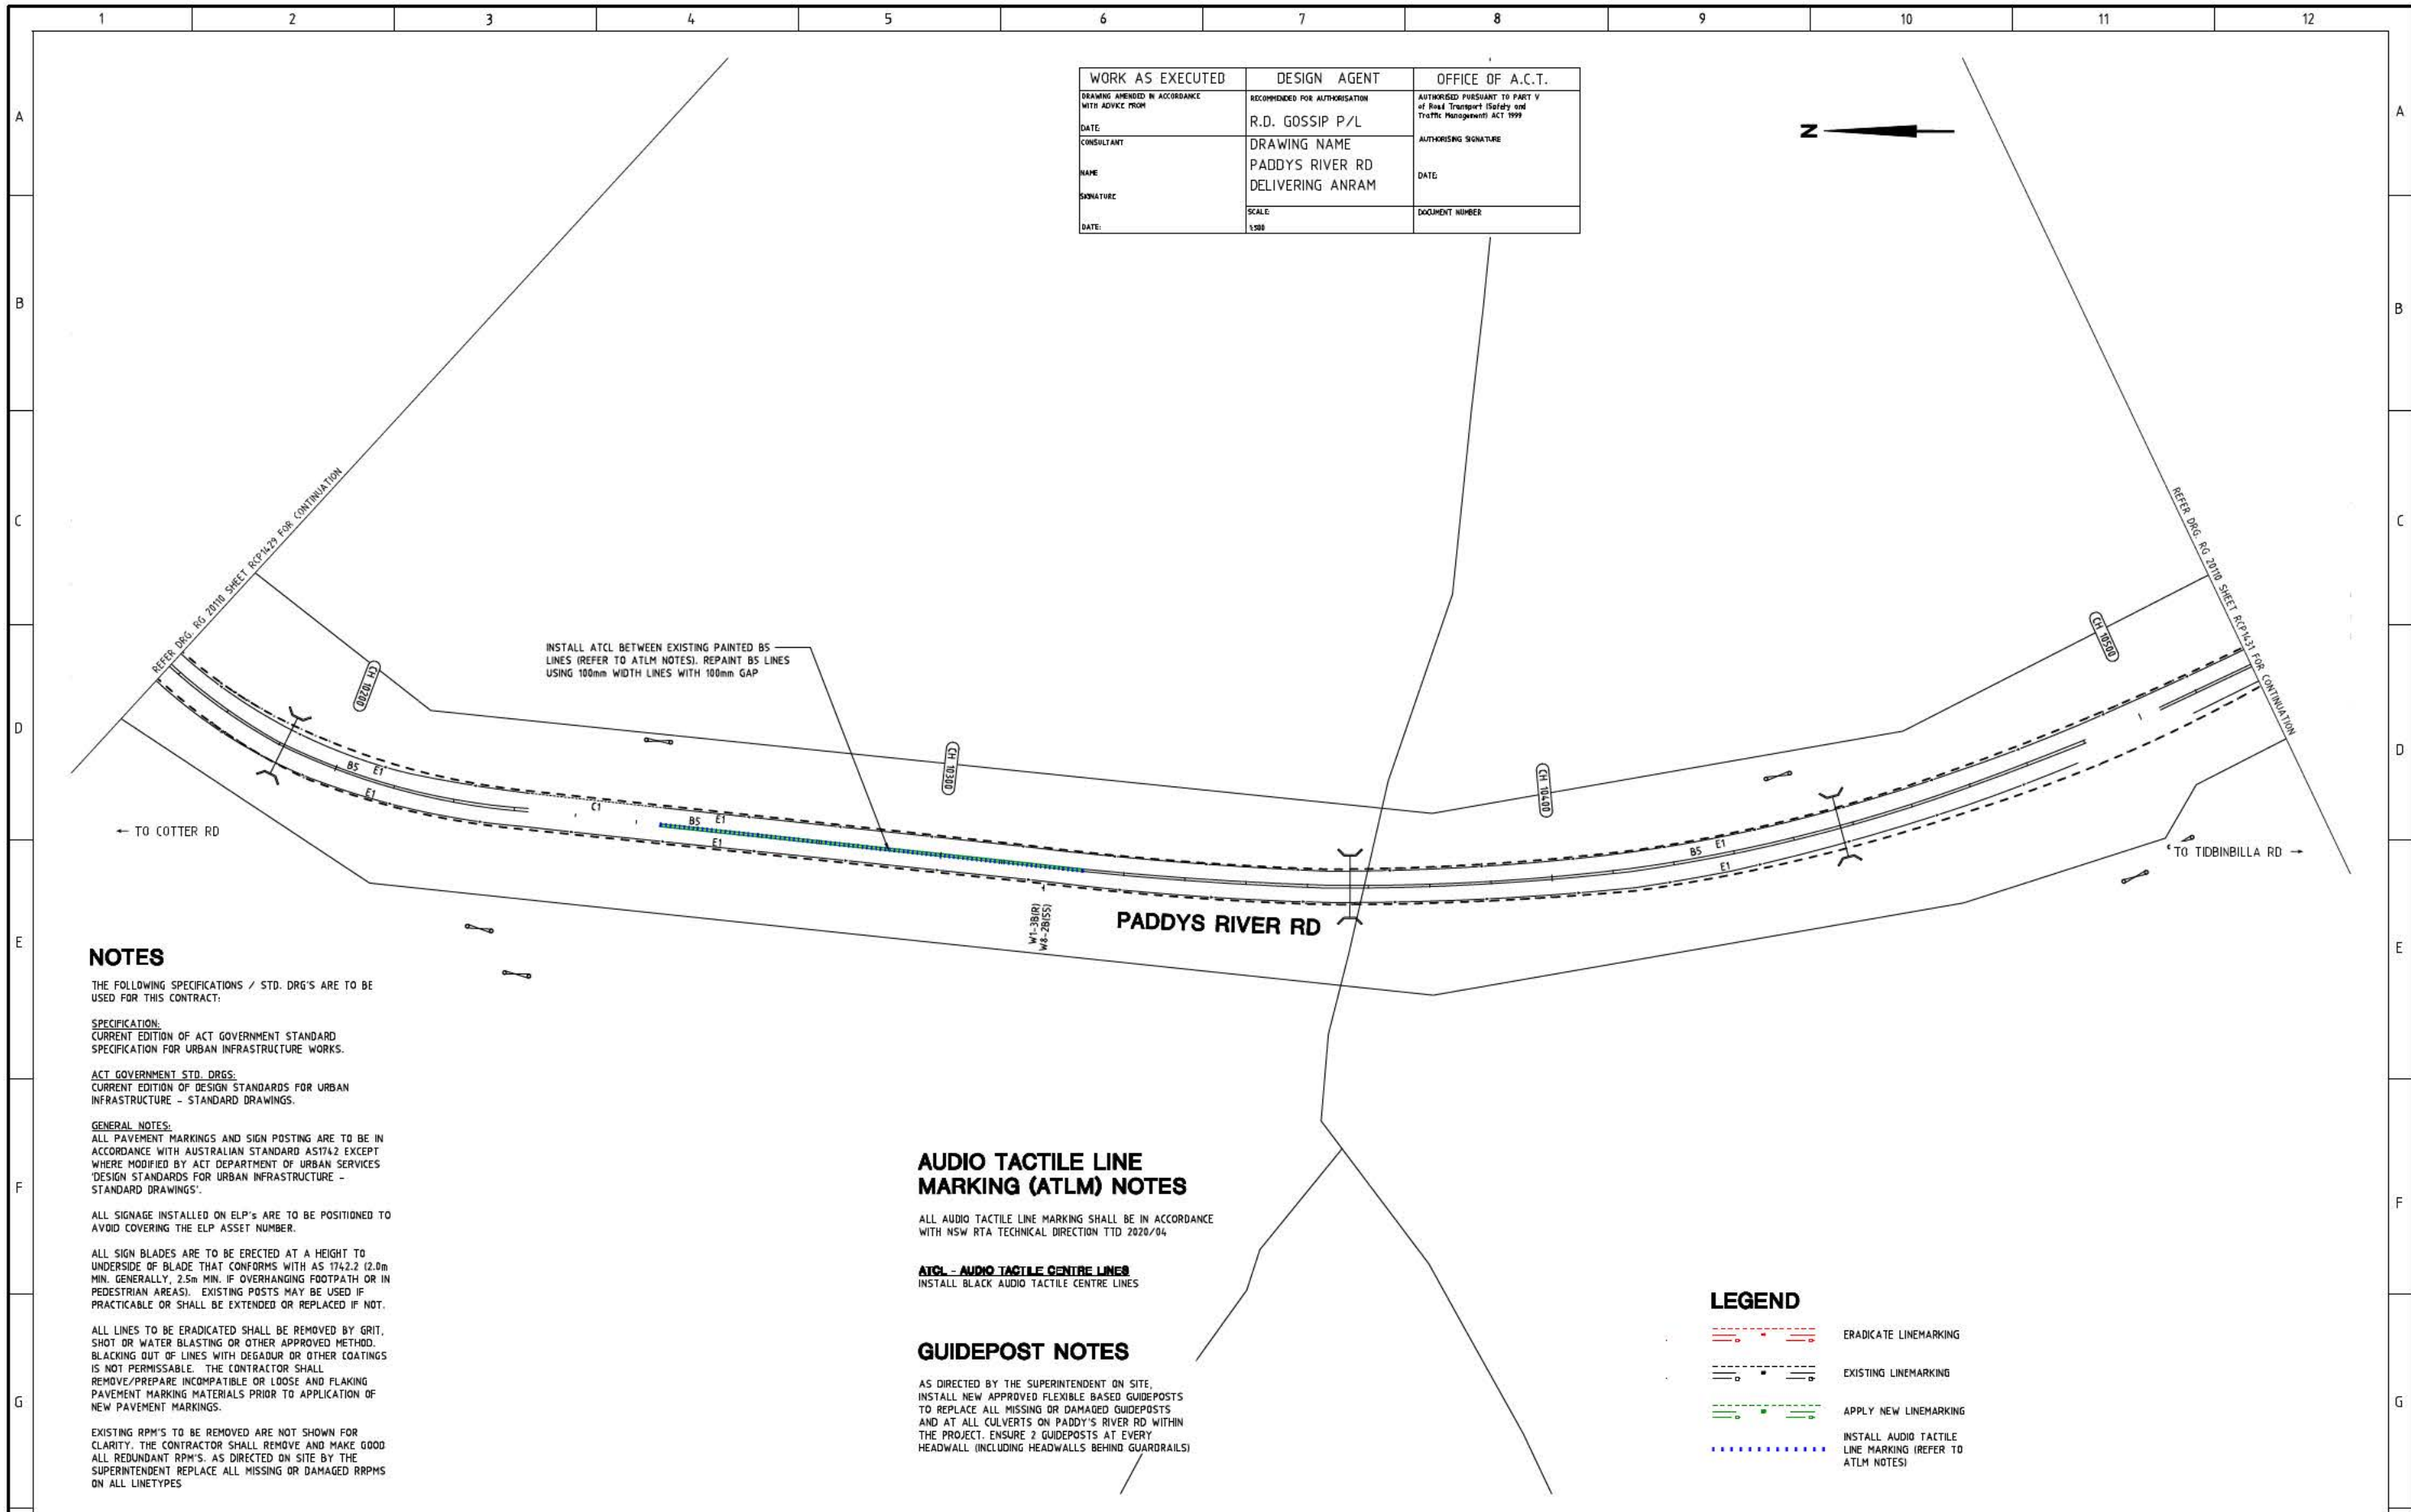 1 2 3 4 5 6 7 8 9 10 11 12
A
B
C
D
E
F
G
A
B
C
D
E
F
G
WORK AS EXECUTED
DRAWING AMENDED IN ACCORDANCE
WITH ADVICE FROM
DATE:
CONSULTANT
NAME
SIGNATURE
DATE:
DESIGN AGENT
RECOMMENDED FOR AUTHORISATION
R.D. GOSSIP P/L
DRAWING NAME
PADDYS RIVER RD
DELIVERING ANRAM
SCALE:
1:500
OFFICE OF A.C.T.
AUTHORISED PURSUANT TO PART V
of Road Transport (Safety and
Traffic Management) ACT 1999
AUTHORISING SIGNATURE
DATE:
DOCUMENT NUMBER
N
REFER DRG. RG 20110 SHEET RCP1429 FOR CONTINUATION
REFER DRG. RG 20110 SHEET RCP1431 FOR CONTINUATION
INSTALL ATCL BETWEEN EXISTING PAINTED BS
LINES (REFER TO ATLM NOTES). REPAINT BS LINES
USING 100mm WIDTH LINES WITH 100mm GAP
CH 10200
CH 10300
CH 10400
CH 10500
BS E1
E1
C1
BS E1
E1
BS E1
E1
← TO COTTER RD
TO TIDBINBILLA RD →
W1-3B(R)
W8-2B(SS)
PADDYS RIVER RD
NOTES
THE FOLLOWING SPECIFICATIONS / STD. DRG'S ARE TO BE
USED FOR THIS CONTRACT:
SPECIFICATION:
CURRENT EDITION OF ACT GOVERNMENT STANDARD
SPECIFICATION FOR URBAN INFRASTRUCTURE WORKS.
ACT GOVERNMENT STD. DRGS:
CURRENT EDITION OF DESIGN STANDARDS FOR URBAN
INFRASTRUCTURE - STANDARD DRAWINGS.
GENERAL NOTES:
ALL PAVEMENT MARKINGS AND SIGN POSTING ARE TO BE IN
ACCORDANCE WITH AUSTRALIAN STANDARD AS1742 EXCEPT
WHERE MODIFIED BY ACT DEPARTMENT OF URBAN SERVICES
'DESIGN STANDARDS FOR URBAN INFRASTRUCTURE -
STANDARD DRAWINGS'.
ALL SIGNAGE INSTALLED ON ELP's ARE TO BE POSITIONED TO
AVOID COVERING THE ELP ASSET NUMBER.
ALL SIGN BLADES ARE TO BE ERECTED AT A HEIGHT TO
UNDERSIDE OF BLADE THAT CONFORMS WITH AS 1742.2 (2.0m
MIN. GENERALLY, 2.5m MIN. IF OVERHANGING FOOTPATH OR IN
PEDESTRIAN AREAS). EXISTING POSTS MAY BE USED IF
PRACTICABLE OR SHALL BE EXTENDED OR REPLACED IF NOT.
ALL LINES TO BE ERADICATED SHALL BE REMOVED BY GRIT,
SHOT OR WATER BLASTING OR OTHER APPROVED METHOD.
BLACKING OUT OF LINES WITH DEGADUR OR OTHER COATINGS
IS NOT PERMISSABLE. THE CONTRACTOR SHALL
REMOVE/PREPARE INCOMPATIBLE OR LOOSE AND FLAKING
PAVEMENT MARKING MATERIALS PRIOR TO APPLICATION OF
NEW PAVEMENT MARKINGS.
EXISTING RPM'S TO BE REMOVED ARE NOT SHOWN FOR
CLARITY. THE CONTRACTOR SHALL REMOVE AND MAKE GOOD
ALL REDUNDANT RPM'S. AS DIRECTED ON SITE BY THE
SUPERINTENDENT REPLACE ALL MISSING OR DAMAGED RRPMS
ON ALL LINETYPES
AUDIO TACTILE LINE
MARKING (ATLM) NOTES
ALL AUDIO TACTILE LINE MARKING SHALL BE IN ACCORDANCE
WITH NSW RTA TECHNICAL DIRECTION TTD 2020/04
ATCL - AUDIO TACTILE CENTRE LINES
INSTALL BLACK AUDIO TACTILE CENTRE LINES
GUIDEPOST NOTES
AS DIRECTED BY THE SUPERINTENDENT ON SITE,
INSTALL NEW APPROVED FLEXIBLE BASED GUIDEPOSTS
TO REPLACE ALL MISSING OR DAMAGED GUIDEPOSTS
AND AT ALL CULVERTS ON PADDY'S RIVER RD WITHIN
THE PROJECT. ENSURE 2 GUIDEPOSTS AT EVERY
HEADWALL (INCLUDING HEADWALLS BEHIND GUARDRAILS)
LEGEND
ERADICATE LINEMARKING
EXISTING LINEMARKING
APPLY NEW LINEMARKING
INSTALL AUDIO TACTILE
LINE MARKING (REFER TO
ATLM NOTES)